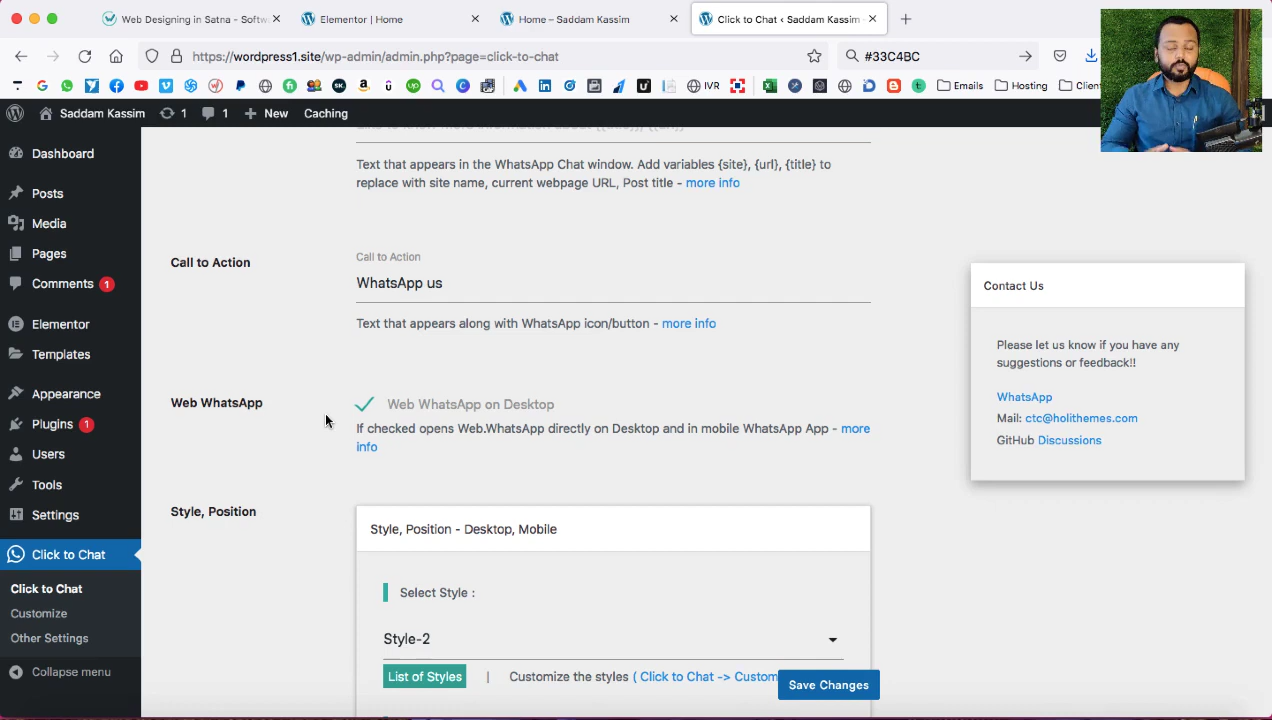 Web Designing in Satna - Softw
Elementor | Home
Home – Saddam Kassim
Click to Chat ‹ Saddam Kassim
https://wordpress1.site/wp-admin/admin.php?page=click-to-chat
#33C4BC
IVR
Emails
Hosting
Client
Saddam Kassim
1
1
New
Caching
Dashboard
Posts
Media
Pages
Comments 1
Elementor
Templates
Appearance
Plugins 1
Users
Tools
Settings
Click to Chat
Click to Chat
Customize
Other Settings
Collapse menu
Text that appears in the WhatsApp Chat window. Add variables {site}, {url}, {title} to
replace with site name, current webpage URL, Post title - more info
Call to Action
Call to Action
WhatsApp us
Text that appears along with WhatsApp icon/button - more info
Web WhatsApp
Web WhatsApp on Desktop
If checked opens Web.WhatsApp directly on Desktop and in mobile WhatsApp App - more
info
Style, Position
Style, Position - Desktop, Mobile
Select Style :
Style-2
List of Styles | Customize the styles ( Click to Chat -> Custom
Save Changes
Contact Us
Please let us know if you have any
suggestions or feedback!!
WhatsApp
Mail: ctc@holithemes.com
GitHub Discussions